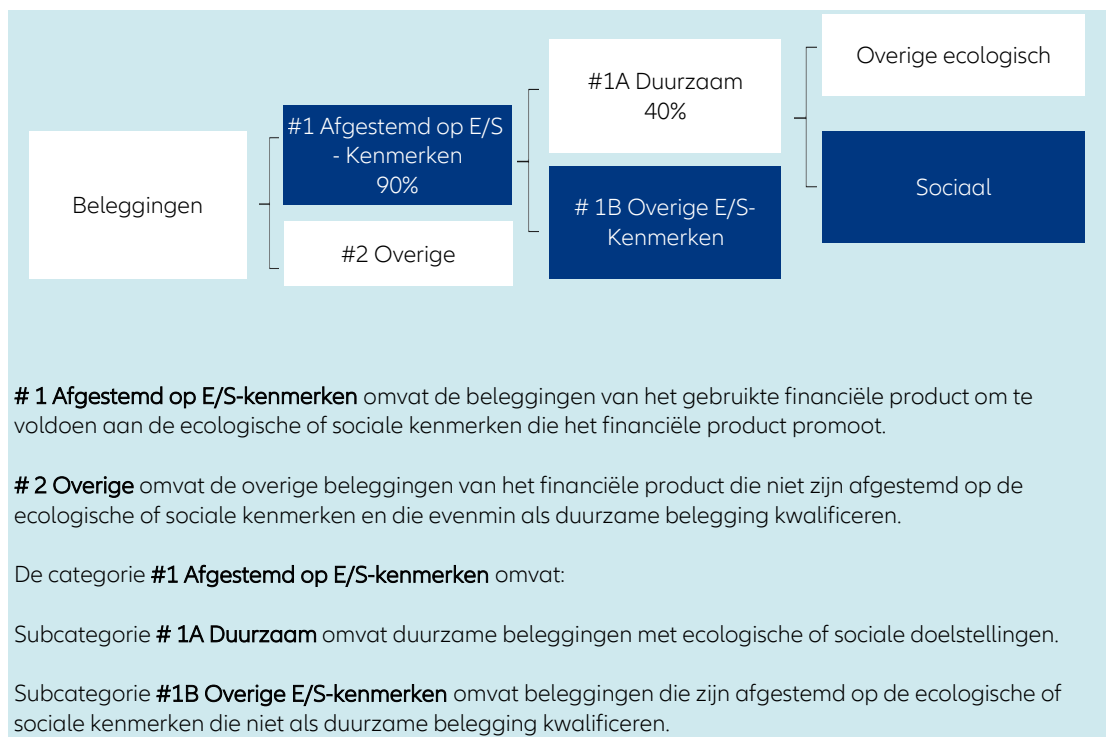 Beleggingen
#1 Afgestemd op E/S
- Kenmerken
90%
#2 Overige
#1A Duurzaam
40%
# 1B Overige E/S-
Kenmerken
Overige ecologisch
Sociaal
# 1 Afgestemd op E/S-kenmerken omvat de beleggingen van het gebruikte financiële product om te
voldoen aan de ecologische of sociale kenmerken die het financiële product promoot.
# 2 Overige omvat de overige beleggingen van het financiële product die niet zijn afgestemd op de
ecologische of sociale kenmerken en die evenmin als duurzame belegging kwalificeren.
De categorie #1 Afgestemd op E/S-kenmerken omvat:
Subcategorie # 1A Duurzaam omvat duurzame beleggingen met ecologische of sociale doelstellingen.
Subcategorie #1B Overige E/S-kenmerken omvat beleggingen die zijn afgestemd op de ecologische of
sociale kenmerken die niet als duurzame belegging kwalificeren.